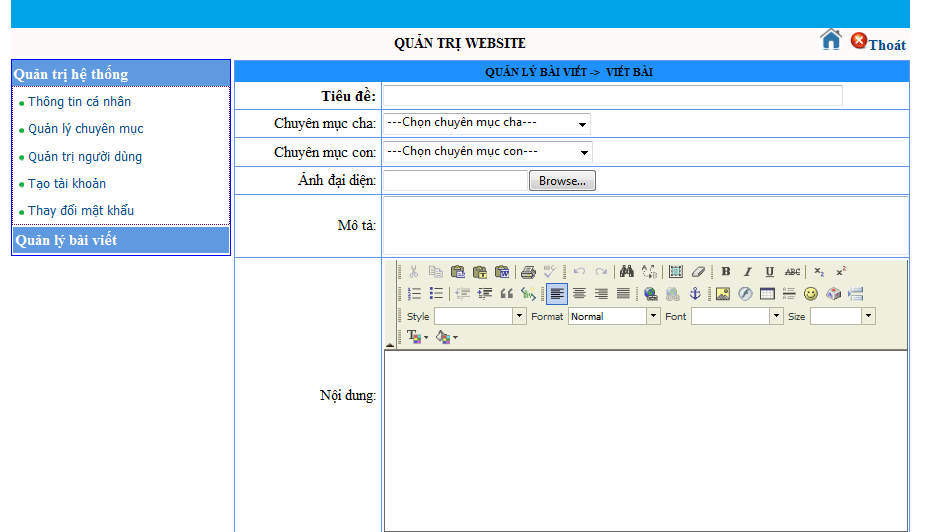 QUẢN TRỊ WEBSITE
Thoát
Quản trị hệ thống
Thông tin cá nhân
Quản lý chuyên mục
Quản trị người dùng
Tạo tài khoản
Thay đổi mật khẩu
Quản lý bài viết
QUẢN LÝ BÀI VIẾT -> VIẾT BÀI
Tiêu đề:
Chuyên mục cha: ---Chọn chuyên mục cha---
Chuyên mục con: ---Chọn chuyên mục con---
Ảnh đại diện: Browse...
Mô tả:
B I U ABC x₂ x²
Style Format Normal Font Size
Nội dung: